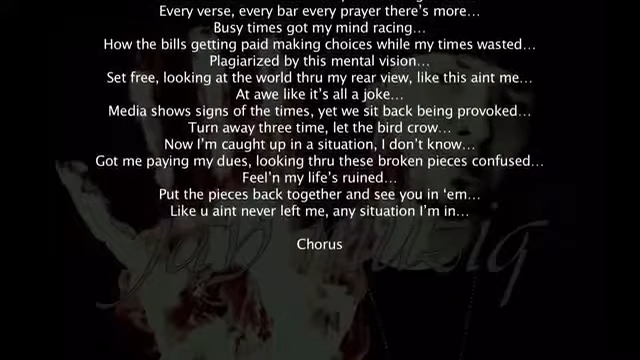 Every verse, every bar every prayer there's more...
Busy times got my mind racing...
How the bills getting paid making choices while my times wasted...
Plagiarized by this mental vision...
Set free, looking at the world thru my rear view, like this aint me...
At awe like it's all a joke...
Media shows signs of the times, yet we sit back being provoked...
Turn away three time, let the bird crow...
Now I'm caught up in a situation, I don't know...
Got me paying my dues, looking thru these broken pieces confused...
Feel'n my life's ruined...
Put the pieces back together and see you in 'em...
Like u aint never left me, any situation I'm in...
Chorus